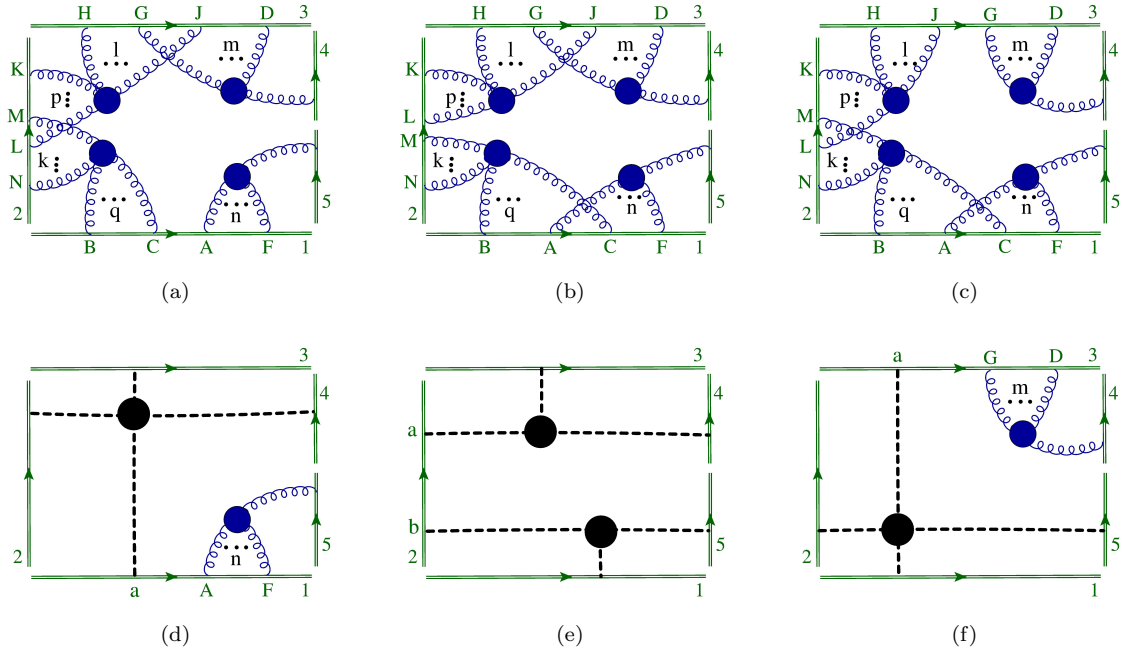 H G J D 3 H G J D 3 H J G D 3
l m 4 l m 4 l m 4
K K K
p p p
M L M
L M L
k k k
N N N
n n n
2 q 5 2 q 5 2 q 5
B C A F 1 B A C F 1 B A C F 1
(a) (b) (c)
3 3 a G D 3
4 4 m 4
a
b
2 n 5 2 5 2 5
a A F 1 1 1
(d) (e) (f)